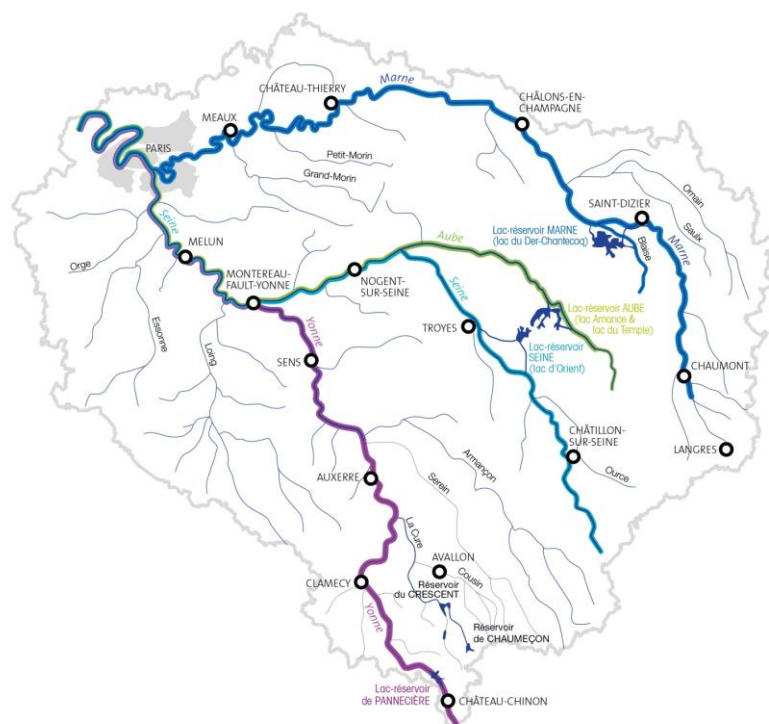 CHÂTEAU-THIERRY
Marne
CHÂLONS-EN-
CHAMPAGNE
MEAUX
PARIS
Petit-Morin
Grand-Morin
Ornain
Saulx
SAINT-DIZIER
Lac-réservoir MARNE
(lac du Der-Chantecoq)
Blaise
Marne
Seine
Aube
MELUN
Orge
MONTEREAU-
FAULT-YONNE
NOGENT-
SUR-SEINE
Seine
Lac-réservoir AUBE
(lac Amance &
lac du Temple)
TROYES
Lac-réservoir
SEINE
(lac d'Orient)
Essonne
Loing
Yonne
SENS
CHAUMONT
CHÂTILLON-
SUR-SEINE
LANGRES
Ource
Armançon
Serein
AUXERRE
La Cure
AVALLON
Cousin
CLAMECY
Réservoir
du CRESCENT
Yonne
Réservoir
de CHAUMEÇON
Lac-réservoir
de PANNECIÈRE
CHÂTEAU-CHINON